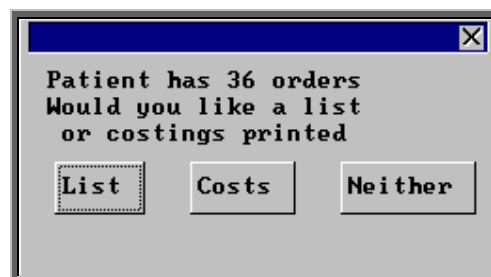 Patient has 36 orders
Would you like a list
or costings printed
List Costs Neither